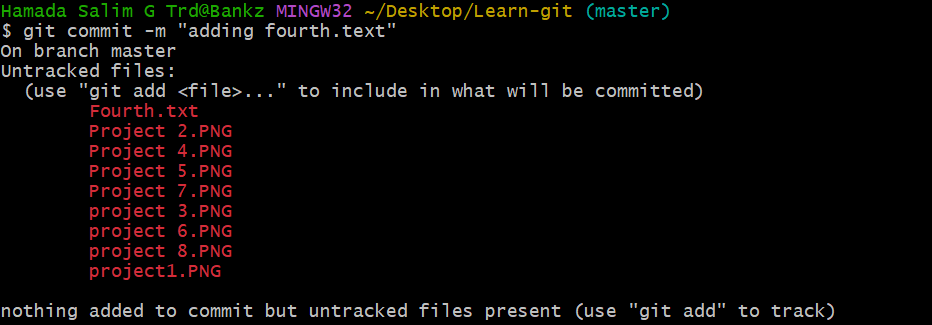 Hamada Salim G Trd@Bankz MINGW32 ~/Desktop/Learn-git (master)
$ git commit -m "adding fourth.text"
On branch master
Untracked files:
  (use "git add <file>..." to include in what will be committed)
        Fourth.txt
        Project 2.PNG
        Project 4.PNG
        Project 5.PNG
        Project 7.PNG
        project 3.PNG
        project 6.PNG
        project 8.PNG
        project1.PNG

nothing added to commit but untracked files present (use "git add" to track)